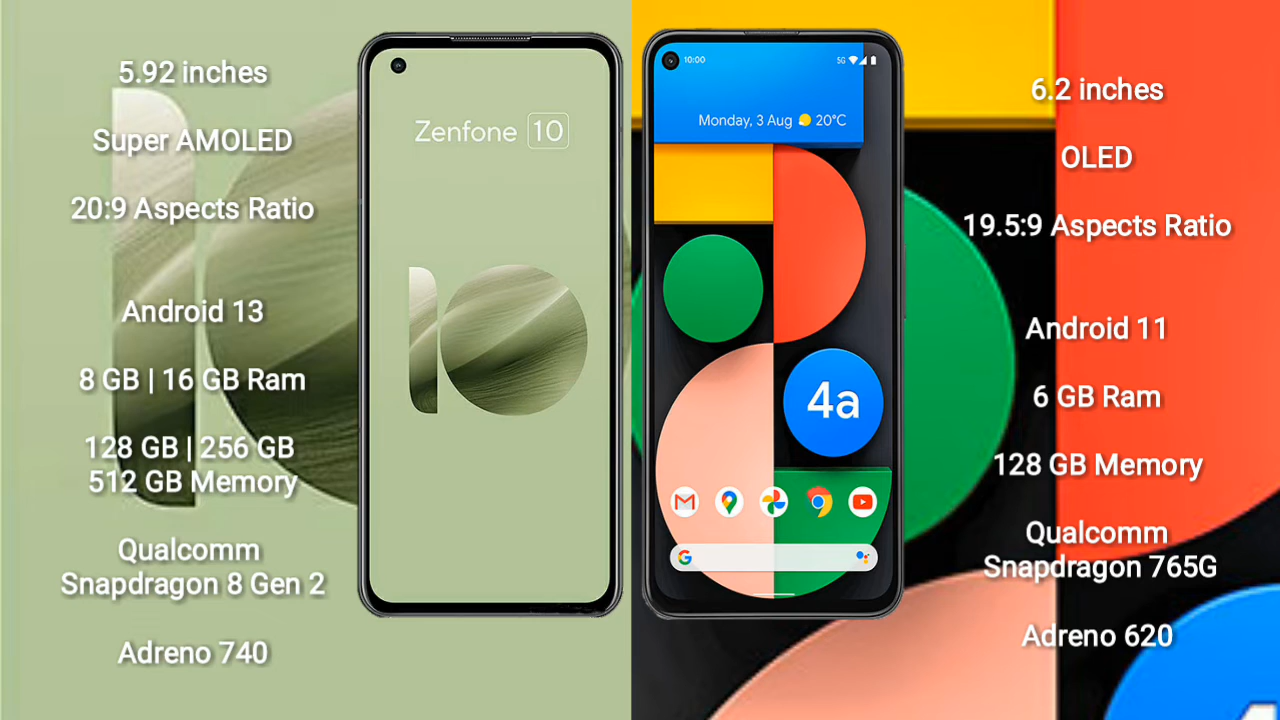 5.92 inches
Super AMOLED
20:9 Aspects Ratio
Android 13
8 GB | 16 GB Ram
128 GB | 256 GB
512 GB Memory
Qualcomm
Snapdragon 8 Gen 2
Adreno 740
Zenfone 10
10
10:00
5G
Monday, 3 Aug 20°C
4a
6.2 inches
OLED
19.5:9 Aspects Ratio
Android 11
6 GB Ram
128 GB Memory
Qualcomm
Snapdragon 765G
Adreno 620